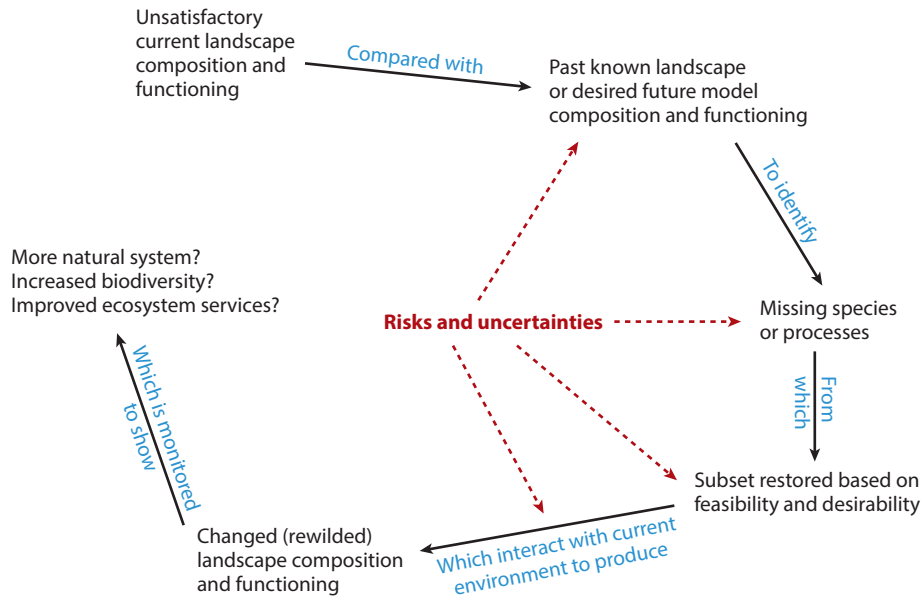 Unsatisfactory
current landscape
composition and
functioning
Compared with
Past known landscape
or desired future model
composition and functioning
To identify
Missing species
or processes
From
which
Subset restored based on
feasibility and desirability
Which interact with current
environment to produce
Changed (rewilded)
landscape composition
and functioning
Which is monitored
to show
More natural system?
Increased biodiversity?
Improved ecosystem services?
Risks and uncertainties